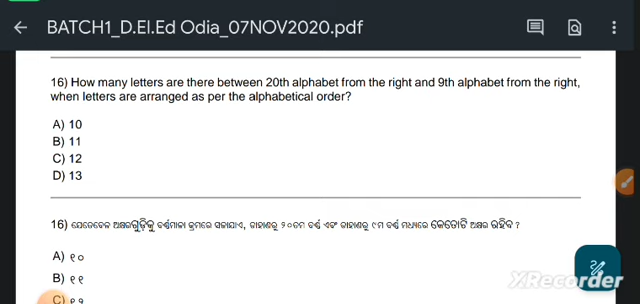 BATCH1_D.El.Ed Odia_07NOV2020.pdf
16) How many letters are there between 20th alphabet from the right and 9th alphabet from the right,
when letters are arranged as per the alphabetical order?
A) 10
B) 11
C) 12
D) 13
16) ଯେତେବେଳେ ଅକ୍ଷରଗୁଡ଼ିକୁ ବର୍ଣ୍ଣମାଳା କ୍ରମରେ ସଜାଯାଏ, ଡାହାଣରୁ ୨୦ତମ ବର୍ଣ୍ଣ ଏବଂ ଡାହାଣରୁ ୯ମ ବର୍ଣ୍ଣ ମଧ୍ୟରେ କେତୋଟି ଅକ୍ଷର ରହିବ ?
A) ୧୦
B) ୧୧
C) ୧୨
XRecorder